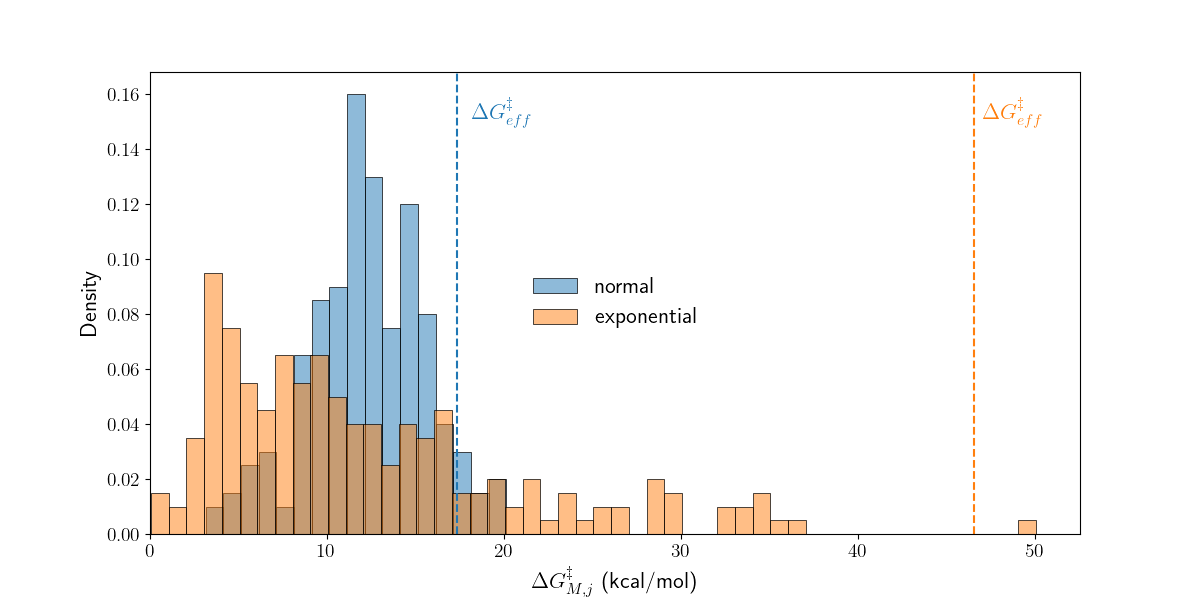 0.16
0.14
0.12
0.10
0.08
0.06
0.04
0.02
0.00
Density
ΔG‡eff
ΔG‡eff
normal
exponential
0 10 20 30 40 50
ΔG‡M,j (kcal/mol)